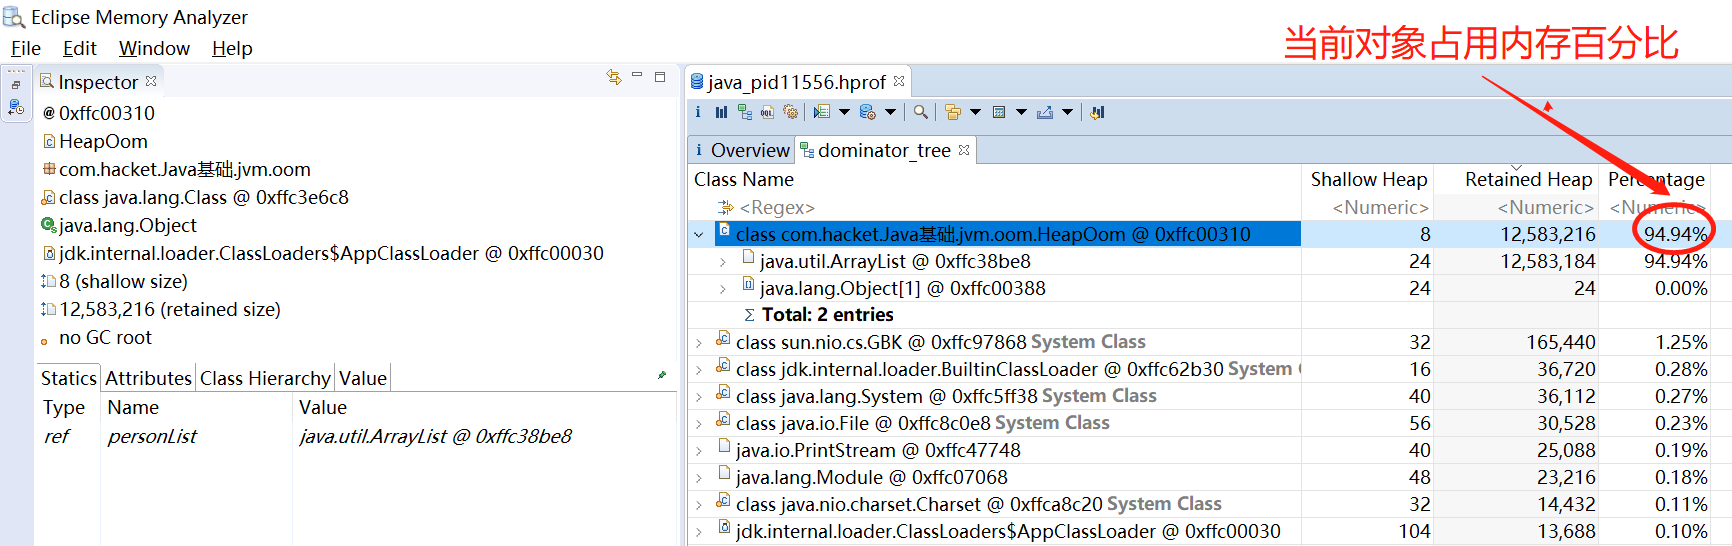 Eclipse Memory Analyzer
当前对象占用内存百分比
File Edit Window Help
Inspector
@ 0xffc00310
HeapOom
com.hacket.Java基础.jvm.oom
class java.lang.Class @ 0xffc3e6c8
java.lang.Object
jdk.internal.loader.ClassLoaders$AppClassLoader @ 0xffc00030
8 (shallow size)
12,583,216 (retained size)
no GC root
Statics Attributes Class Hierarchy Value
Type Name Value
ref personList java.util.ArrayList @ 0xffc38be8
java_pid11556.hprof
i Overview dominator_tree
Class Name Shallow Heap Retained Heap Percentage
<Regex> <Numeric> <Numeric> <Numeric>
class com.hacket.Java基础.jvm.oom.HeapOom @ 0xffc00310 8 12,583,216 94.94%
java.util.ArrayList @ 0xffc38be8 24 12,583,184 94.94%
java.lang.Object[1] @ 0xffc00388 24 24 0.00%
Σ Total: 2 entries
class sun.nio.cs.GBK @ 0xffc97868 System Class 32 165,440 1.25%
class jdk.internal.loader.BuiltinClassLoader @ 0xffc62b30 System C 16 36,720 0.28%
class java.lang.System @ 0xffc5ff38 System Class 40 36,112 0.27%
class java.io.File @ 0xffc8c0e8 System Class 56 30,528 0.23%
java.io.PrintStream @ 0xffc47748 40 25,088 0.19%
java.lang.Module @ 0xffc07068 48 23,216 0.18%
class java.nio.charset.Charset @ 0xffca8c20 System Class 32 14,432 0.11%
jdk.internal.loader.ClassLoaders$AppClassLoader @ 0xffc00030 104 13,688 0.10%